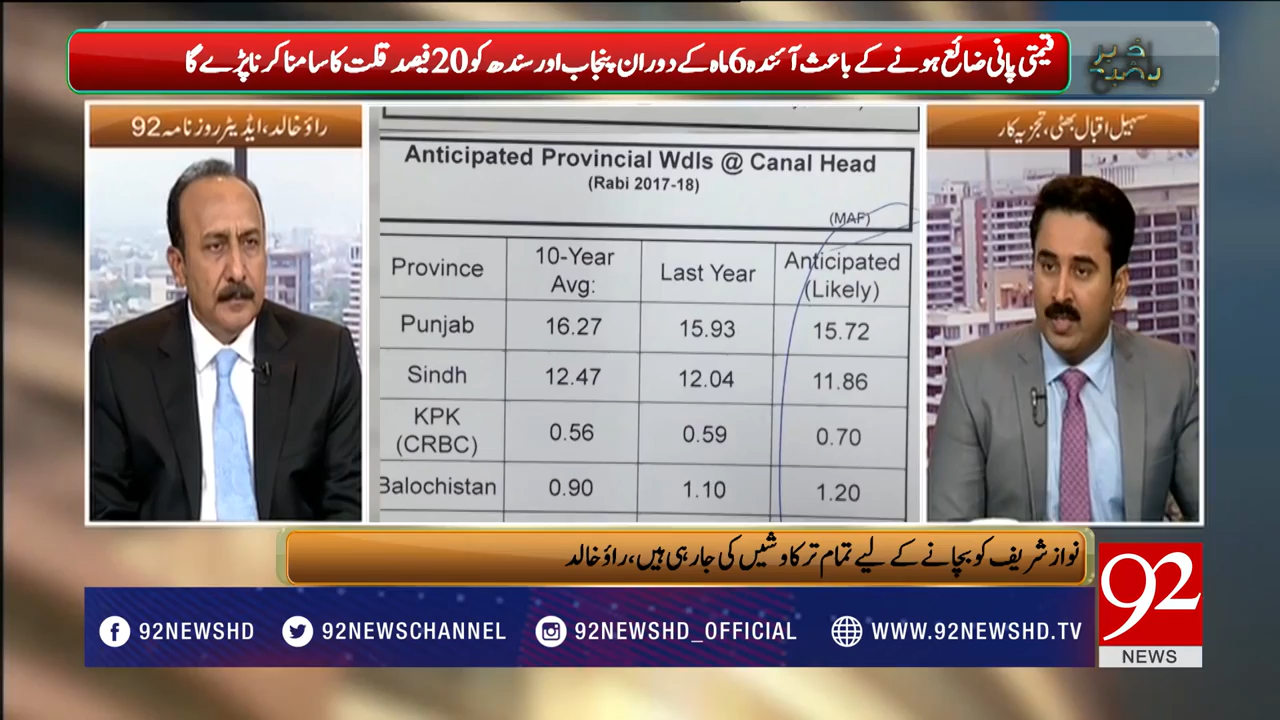 قیمتی پانی ضائع ہونے کے باعث آئندہ 6 ماہ کے دوران پنجاب اور سندھ کو 20 فیصد قلت کا سامنا کرنا پڑے گا
راؤ خالد، ایڈیٹر روزنامہ 92
سہیل اقبال بھٹی، تجزیہ کار
Anticipated Provincial Wdls @ Canal Head
(Rabi 2017-18)
(MAF)
Province 10-Year Avg: Last Year Anticipated (Likely)
Punjab 16.27 15.93 15.72
Sindh 12.47 12.04 11.86
KPK (CRBC) 0.56 0.59 0.70
Balochistan 0.90 1.10 1.20
نواز شریف کو بچانے کے لیے تمام تر کاوشیں کی جا رہی ہیں، راؤ خالد
92NEWSHD 92NEWSCHANNEL 92NEWSHD_OFFICIAL WWW.92NEWSHD.TV
92
NEWS